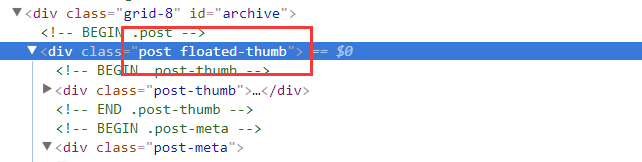 ▼<div class="grid-8" id="archive">
<!-- BEGIN .post -->
▼<div class="post floated-thumb"> == $0
<!-- BEGIN .post-thumb -->
▶<div class="post-thumb">…</div>
<!-- END .post-thumb -->
<!-- BEGIN .post-meta -->
▼<div class="post-meta">